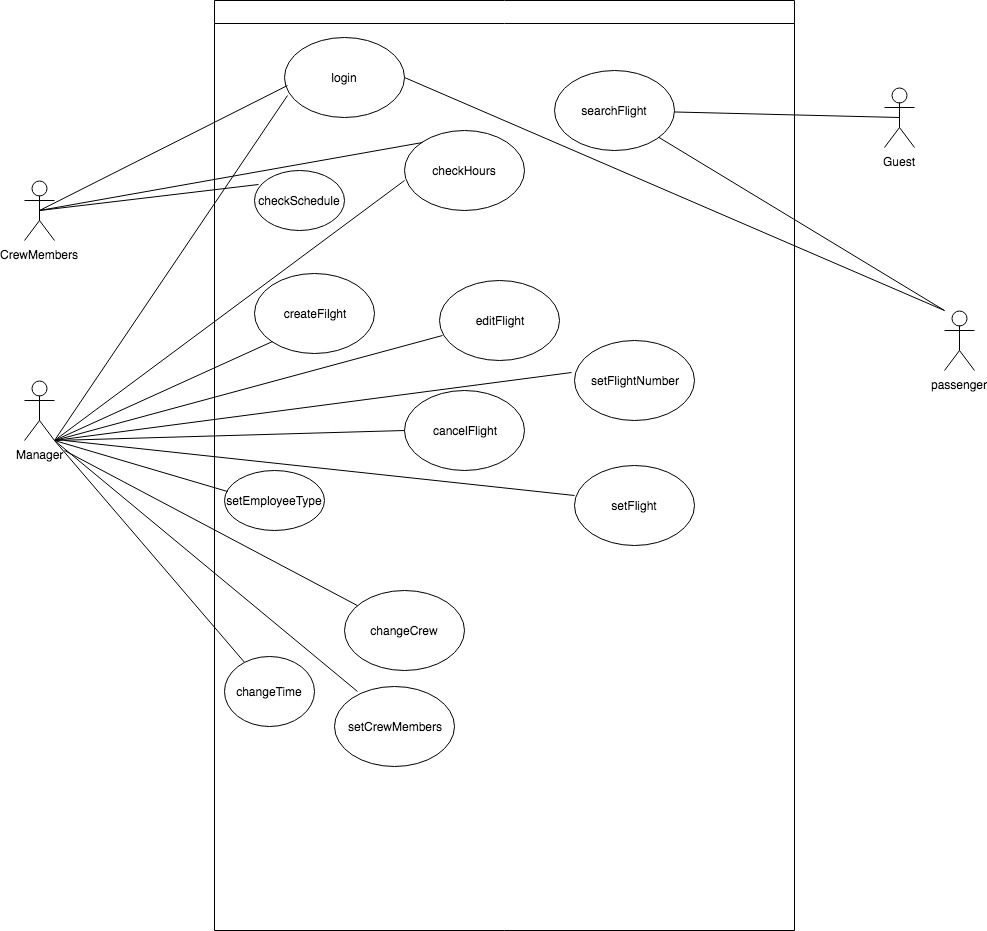 login
searchFlight
Guest
checkHours
checkSchedule
CrewMembers
createFilght
editFlight
setFlightNumber
passenger
cancelFlight
Manager
setEmployeeType
setFlight
changeCrew
changeTime
setCrewMembers